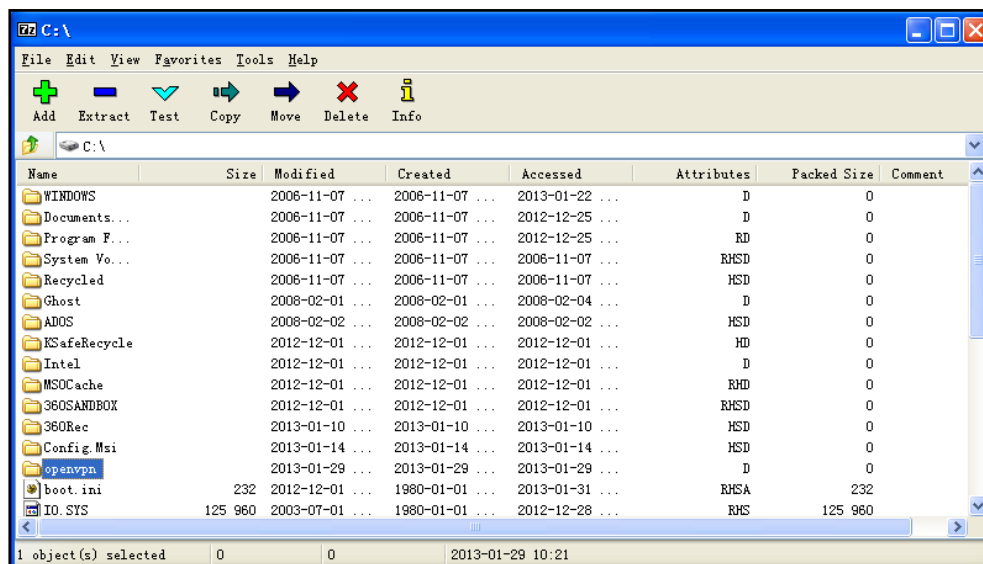 C:\
File Edit View Favorites Tools Help
Add Extract Test Copy Move Delete Info
C:\
Name Size Modified Created Accessed Attributes Packed Size Comment
WINDOWS 2006-11-07 ... 2006-11-07 ... 2013-01-22 ... D 0
Documents... 2006-11-07 ... 2006-11-07 ... 2012-12-25 ... D 0
Program F... 2006-11-07 ... 2006-11-07 ... 2012-12-25 ... RD 0
System Vo... 2006-11-07 ... 2006-11-07 ... 2006-11-07 ... RHSD 0
Recycled 2006-11-07 ... 2006-11-07 ... 2006-11-07 ... HSD 0
Ghost 2008-02-01 ... 2008-02-01 ... 2008-02-04 ... D 0
ADOS 2008-02-02 ... 2008-02-02 ... 2008-02-02 ... HSD 0
KSafeRecycle 2012-12-01 ... 2012-12-01 ... 2012-12-01 ... HD 0
Intel 2012-12-01 ... 2012-12-01 ... 2012-12-01 ... D 0
MSOCache 2012-12-01 ... 2012-12-01 ... 2012-12-01 ... RHD 0
360SANDBOX 2012-12-01 ... 2012-12-01 ... 2012-12-01 ... RHSD 0
360Rec 2013-01-10 ... 2013-01-10 ... 2013-01-10 ... HSD 0
Config.Msi 2013-01-14 ... 2013-01-14 ... 2013-01-14 ... HSD 0
openvpn 2013-01-29 ... 2013-01-29 ... 2013-01-29 ... D 0
boot.ini 232 2012-12-01 ... 1980-01-01 ... 2013-01-31 ... RHSA 232
IO.SYS 125 960 2003-07-01 ... 1980-01-01 ... 2012-12-28 ... RHS 125 960
1 object(s) selected 0 0 2013-01-29 10:21